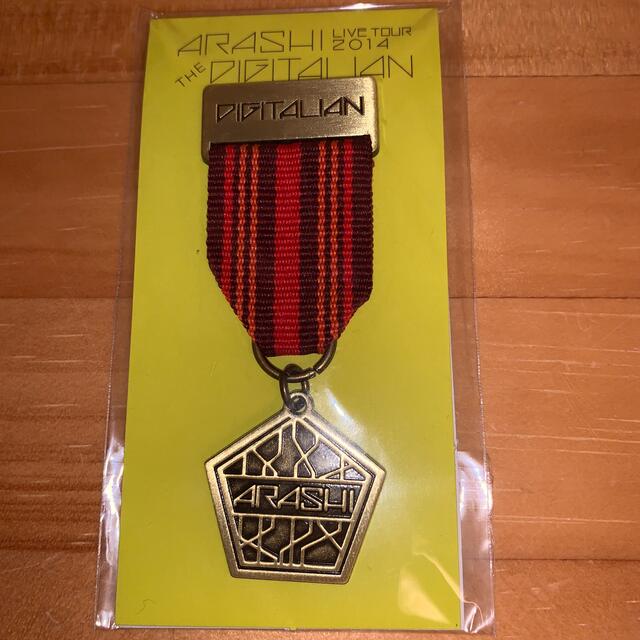 ARASHI LIVE TOUR 2014
THE DIGITALIAN
DIGITALIAN
ARASHI